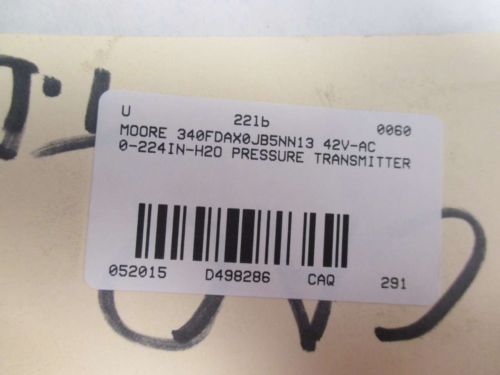 U 221b 0060
MOORE 340FDAX0JB5NN13 42V-AC
0-224IN-H2O PRESSURE TRANSMITTER
052015 D498286 CAQ 291